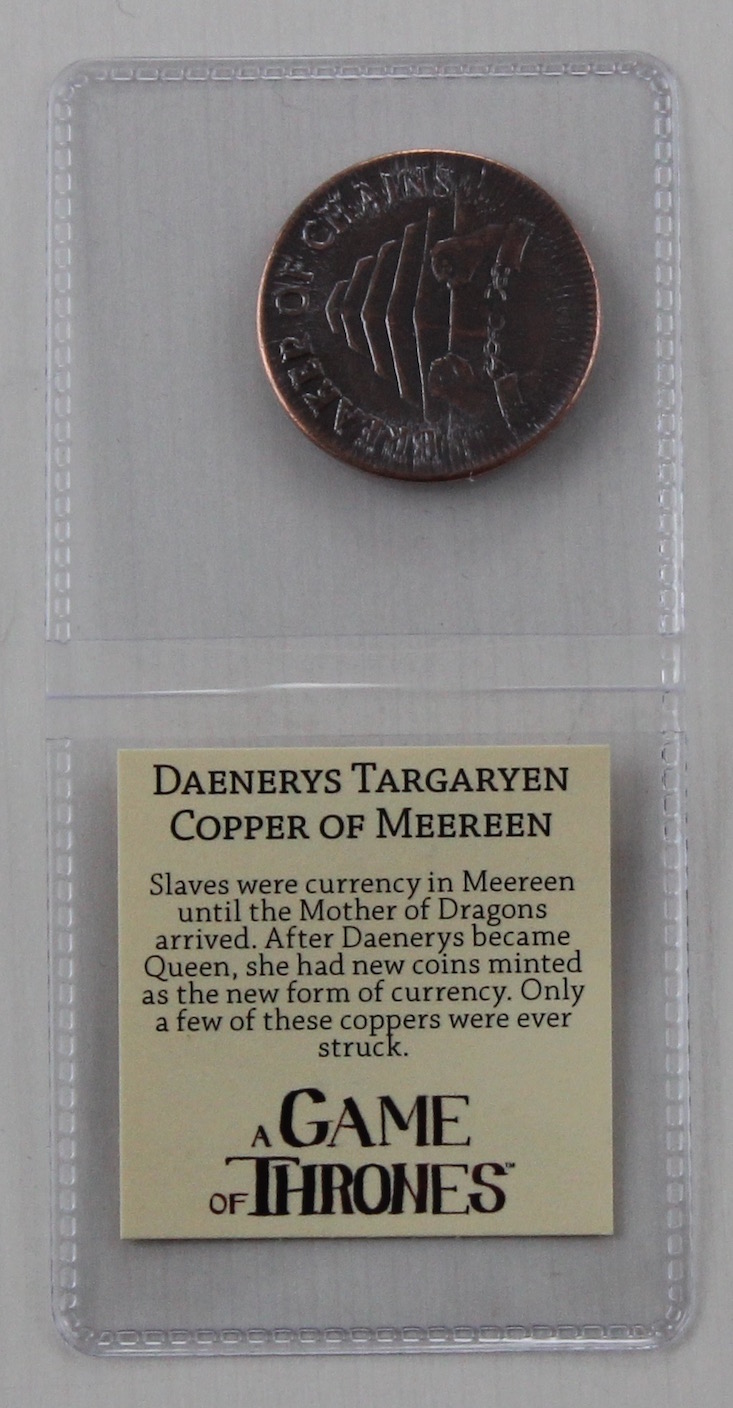 BREAKER OF CHAINS
DAENERYS TARGARYEN
COPPER OF MEEREEN
Slaves were currency in Meereen
until the Mother of Dragons
arrived. After Daenerys became
Queen, she had new coins minted
as the new form of currency. Only
a few of these coppers were ever
struck.
A GAME
OF THRONES™